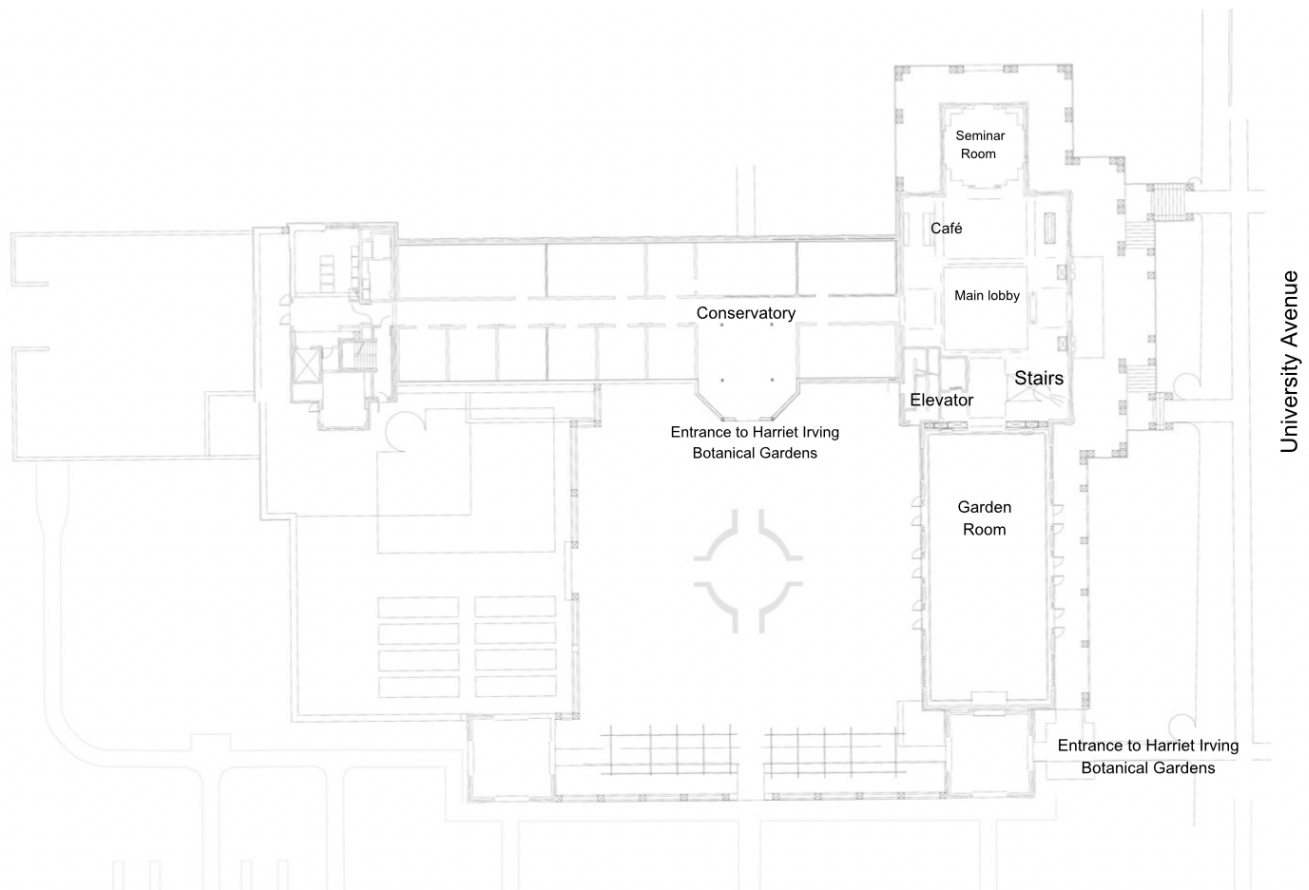 Seminar
Room
Café
Main lobby
Conservatory
Stairs
Elevator
Entrance to Harriet Irving
Botanical Gardens
Garden
Room
Entrance to Harriet Irving
Botanical Gardens
University Avenue